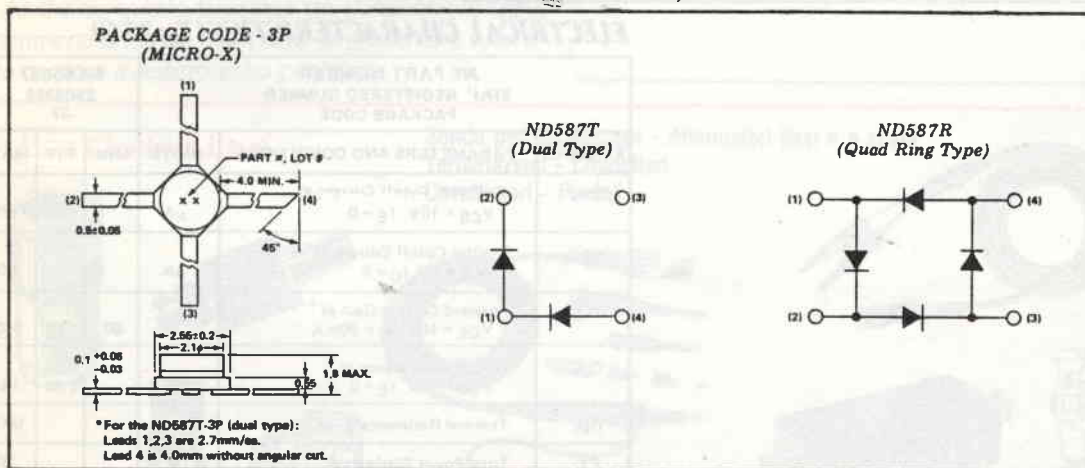 PACKAGE CODE - 3P
(MICRO-X)
(1)
PART #, LOT #
4.0 MIN.
(2)
x x
(4)
0.5±0.05
45°
(3)
2.55±0.2
2.1ϕ
0.1 +0.06
-0.03
0.55
1.8 MAX.
* For the ND587T-3P (dual type):
Leads 1,2,3 are 2.7mm/ea.
Lead 4 is 4.0mm without angular cut.
ND587T
(Dual Type)
(2)
(3)
(1)
(4)
ND587R
(Quad Ring Type)
(1)
(4)
(2)
(3)